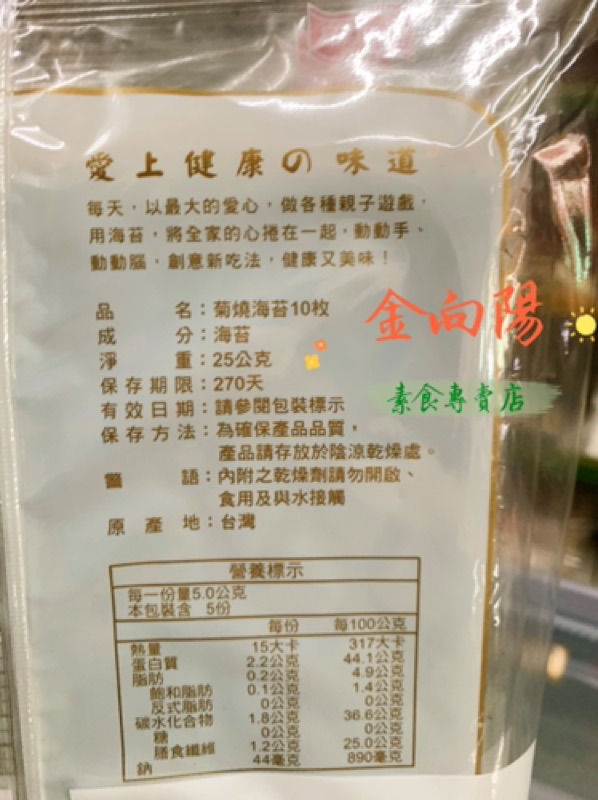 愛上健康の味道
每天，以最大的愛心，做各種親子遊戲，
用海苔，將全家的心捲在一起，動動手、
動動腦，創意新吃法，健康又美味！
品名：菊燒海苔10枚
成分：海苔
淨重：25公克
保存期限：270天
有效日期：請參閱包裝標示
保存方法：為確保產品品質，
產品請存放於陰涼乾燥處。
警語：內附之乾燥劑請勿開啟、
食用及與水接觸
原產地：台灣
金向陽
素食專賣店
營養標示
每一份量5.0公克
本包裝含 5份
每份 每100公克
熱量 15大卡 317大卡
蛋白質 2.2公克 44.1公克
脂肪 0.2公克 4.9公克
飽和脂肪 0.1公克 1.4公克
反式脂肪 0公克 0公克
碳水化合物 1.8公克 36.6公克
糖 0公克 0公克
膳食纖維 1.2公克 25.0公克
鈉 44毫克 890毫克